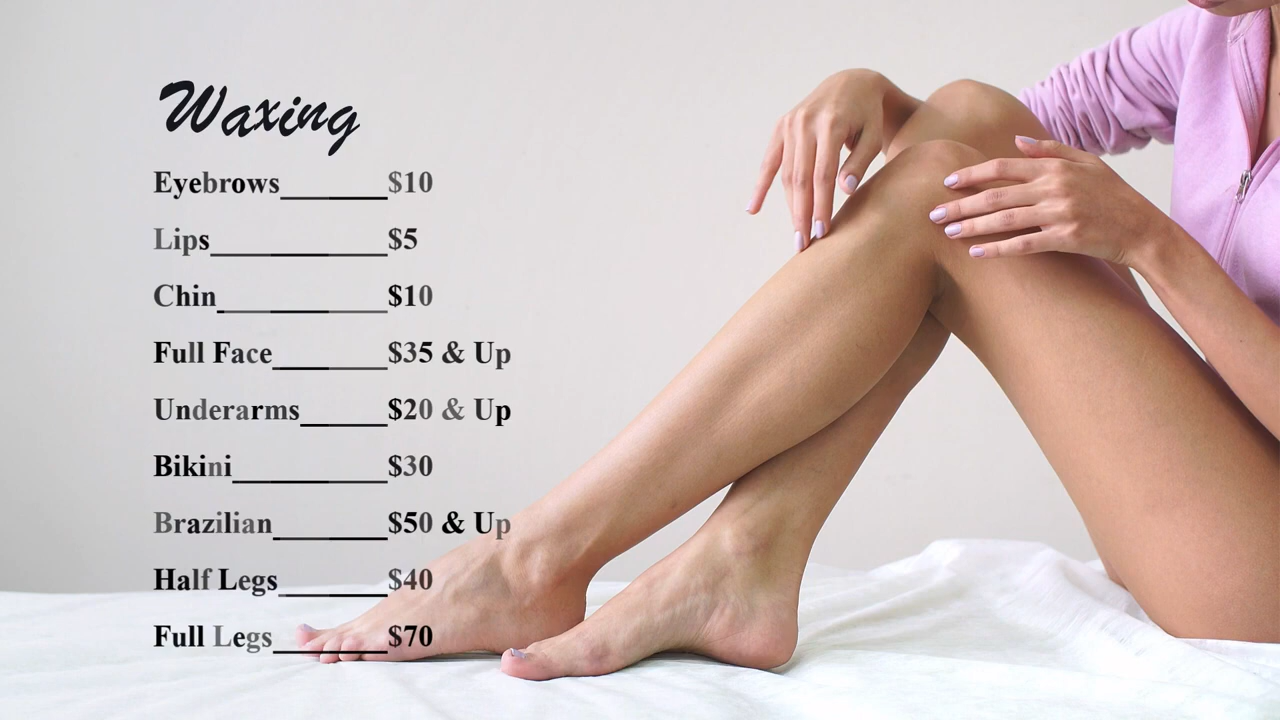 Waxing
Eyebrows________$10
Lips____________$5
Chin____________$10
Full Face________$35 & Up
Underarms______$20 & Up
Bikini___________$30
Brazilian________$50 & Up
Half Legs________$40
Full Legs________$70